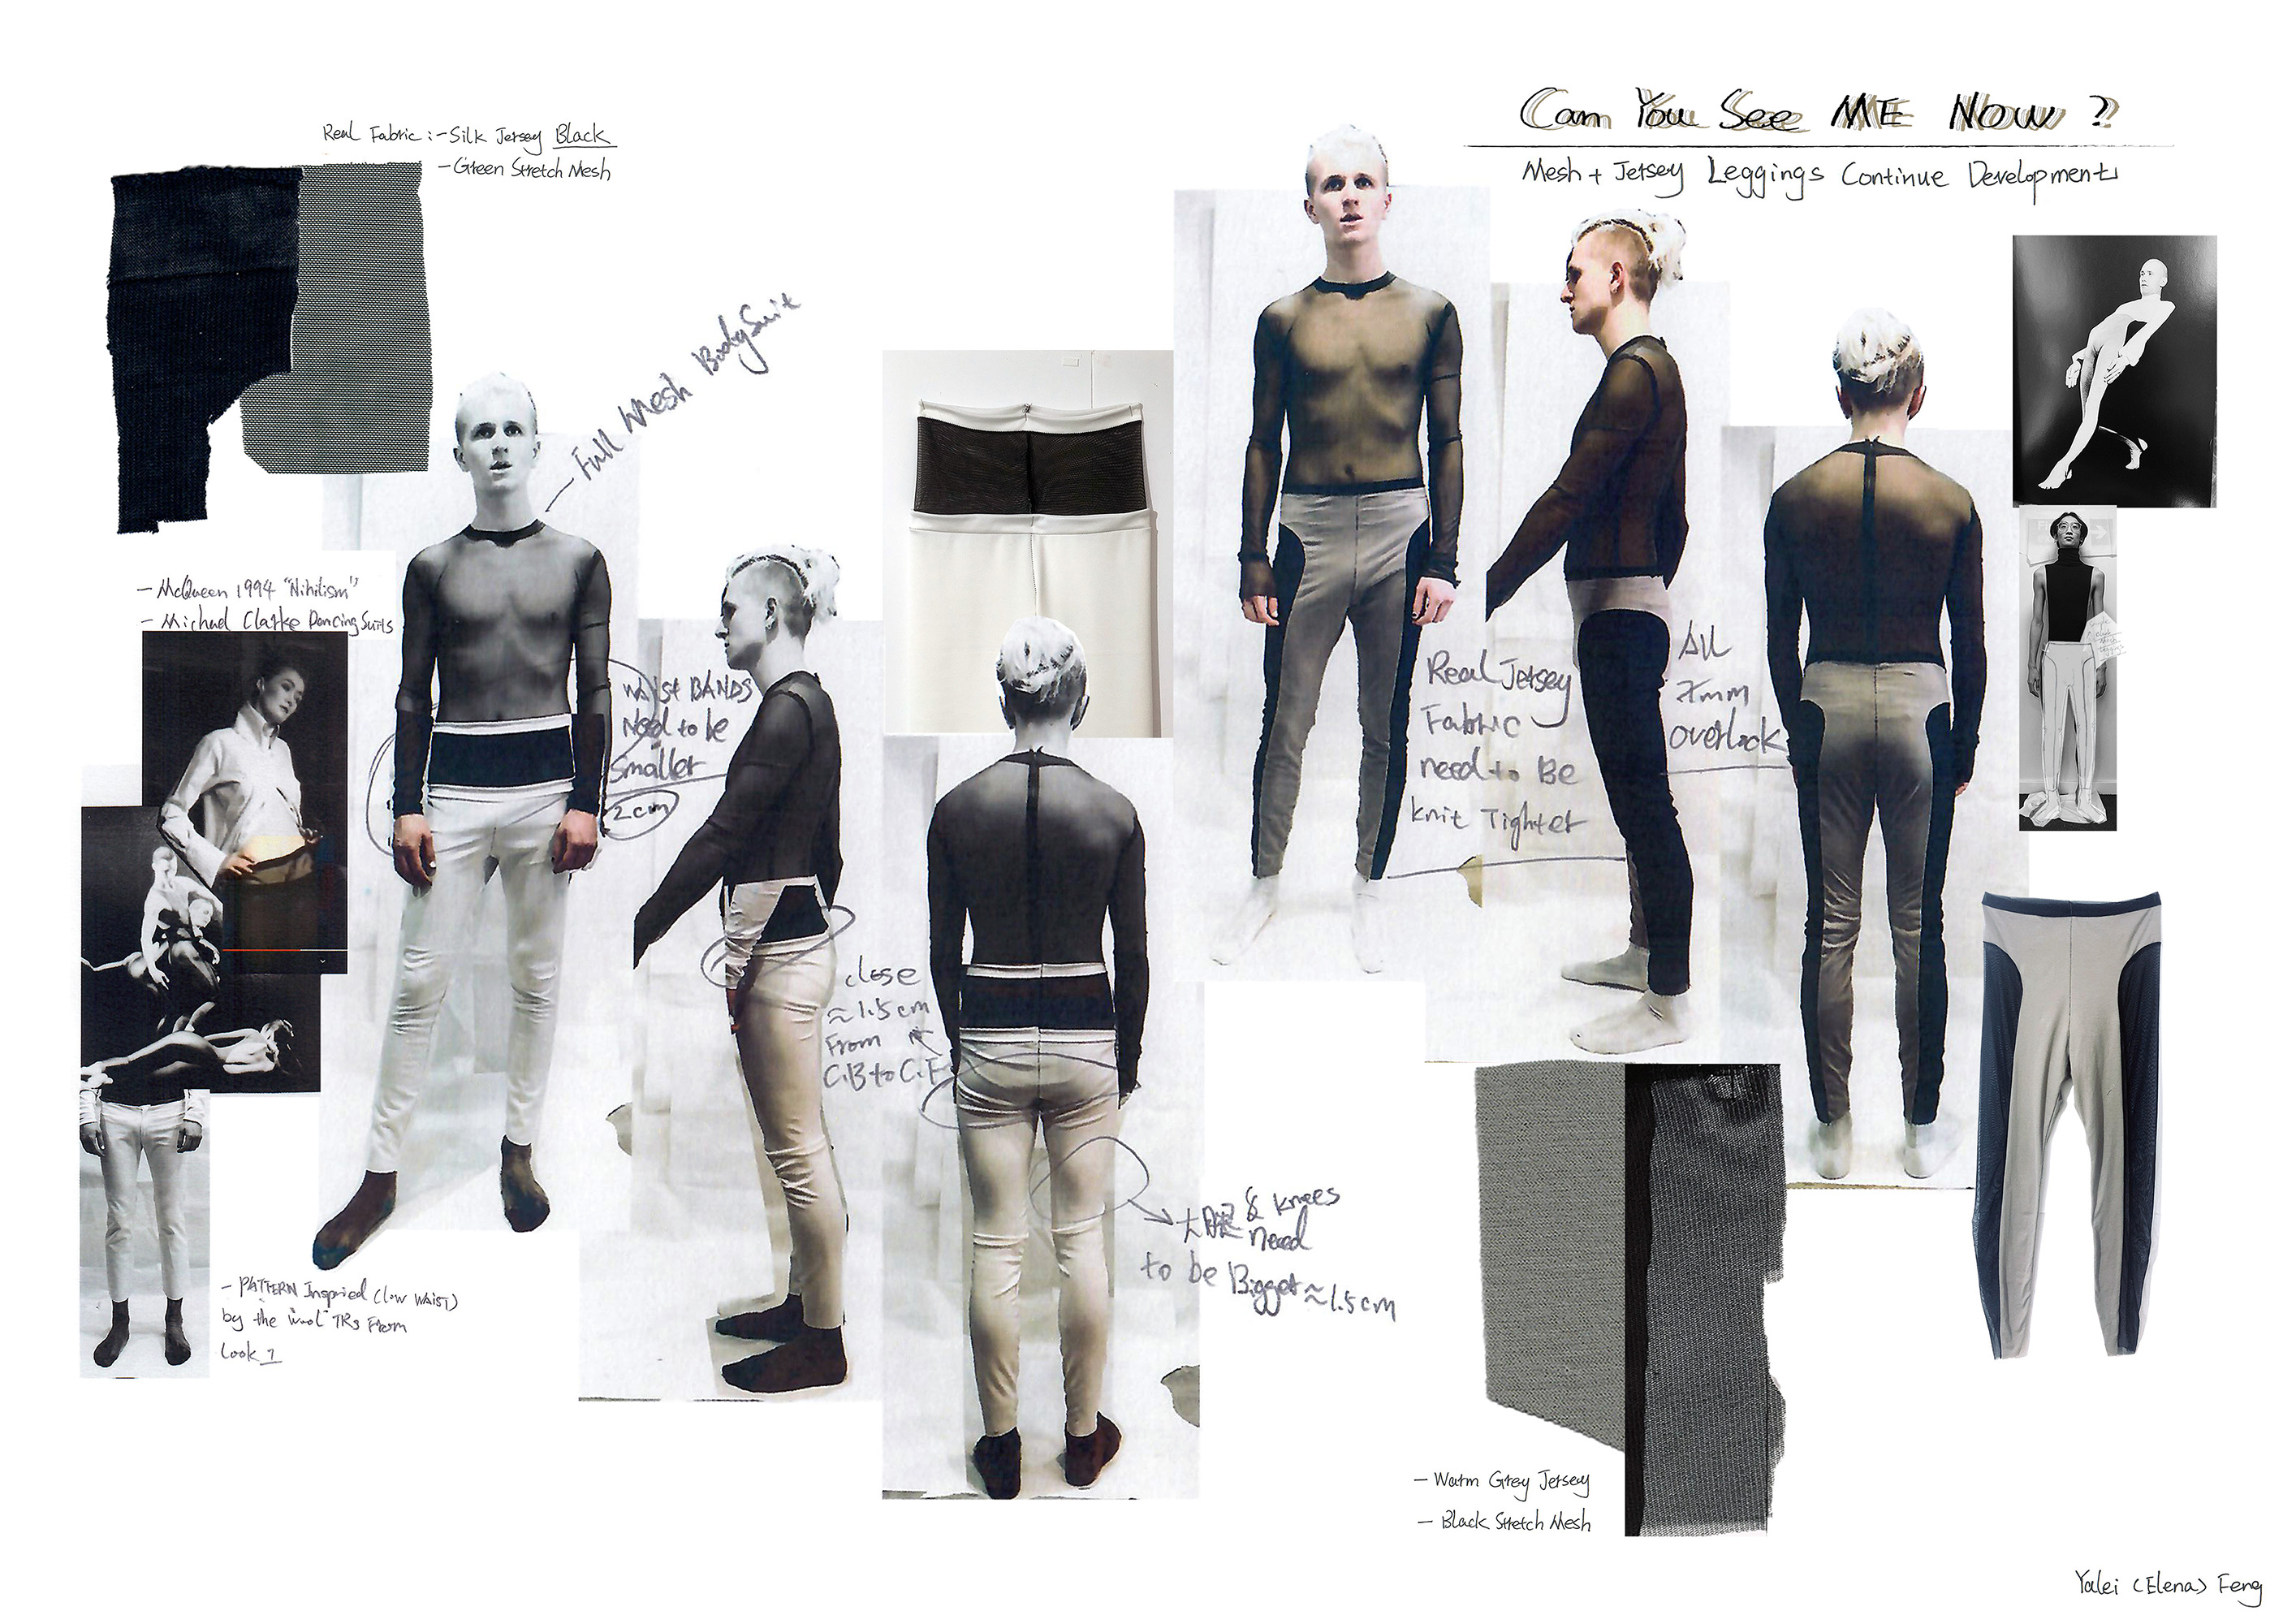 Can You See ME Now ?
Mesh + Jersey Leggings Continue Development
Real Fabric :- Silk Jersey Black
- Green Stretch Mesh
- Full Mesh BodySuit
- McQueen 1994 "Nihilism"
- Michael Clarke Dancing Suits
Waist BANDS
Need to be
Smaller
2cm
close
≈1.5cm
From
C.B to C.F
Real Jersey
Fabric
need to Be
knit Tighter
All
7mm
overlock
大腿 & knees
need
to be Bigger ≈1.5cm
- PATTERN Inspried (low WAIST)
by the "wool" TRs From
Look 1
- Warm Grey Jersey
- Black Stretch Mesh
Yalei (Elena) Feng